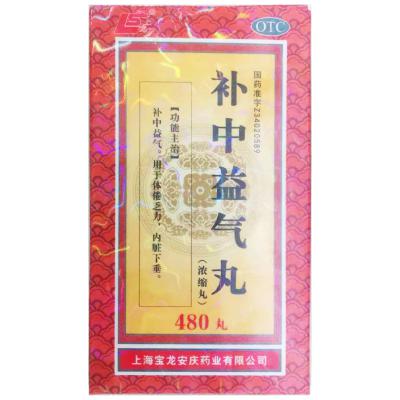 OTC
国药准字Z34020589
补中益气丸
(浓缩丸)
【功能主治】
补中益气。用于体倦乏力,内脏下垂。
480丸
上海宝龙安庆药业有限公司